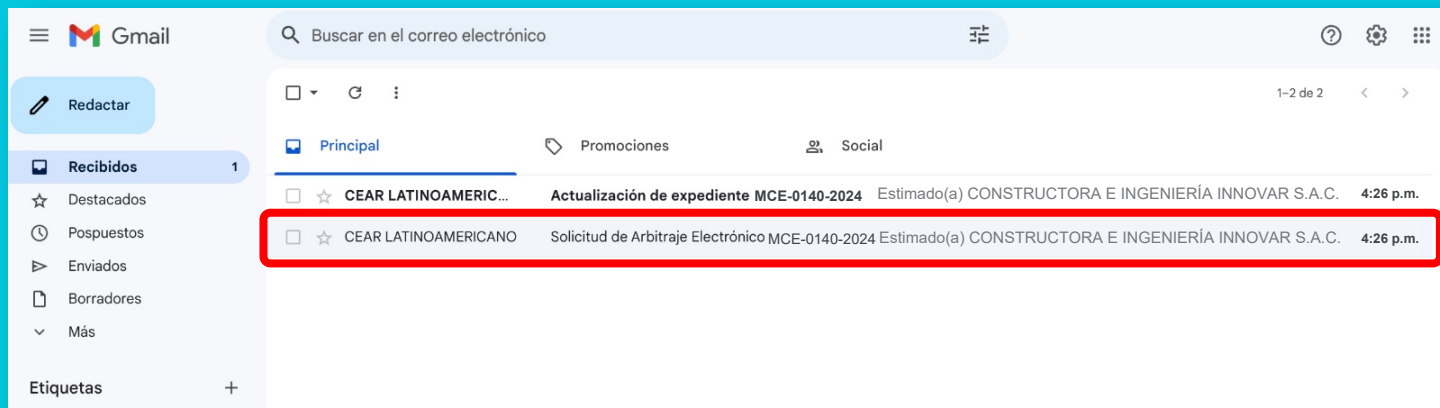 Gmail
Buscar en el correo electrónico
Redactar
1–2 de 2
Principal
Promociones
Social
Recibidos 1
CEAR LATINOAMERIC... Actualización de expediente MCE-0140-2024 Estimado(a) CONSTRUCTORA E INGENIERÍA INNOVAR S.A.C. 4:26 p.m.
Destacados
Pospuestos
CEAR LATINOAMERICANO Solicitud de Arbitraje Electrónico MCE-0140-2024 Estimado(a) CONSTRUCTORA E INGENIERÍA INNOVAR S.A.C. 4:26 p.m.
Enviados
Borradores
Más
Etiquetas